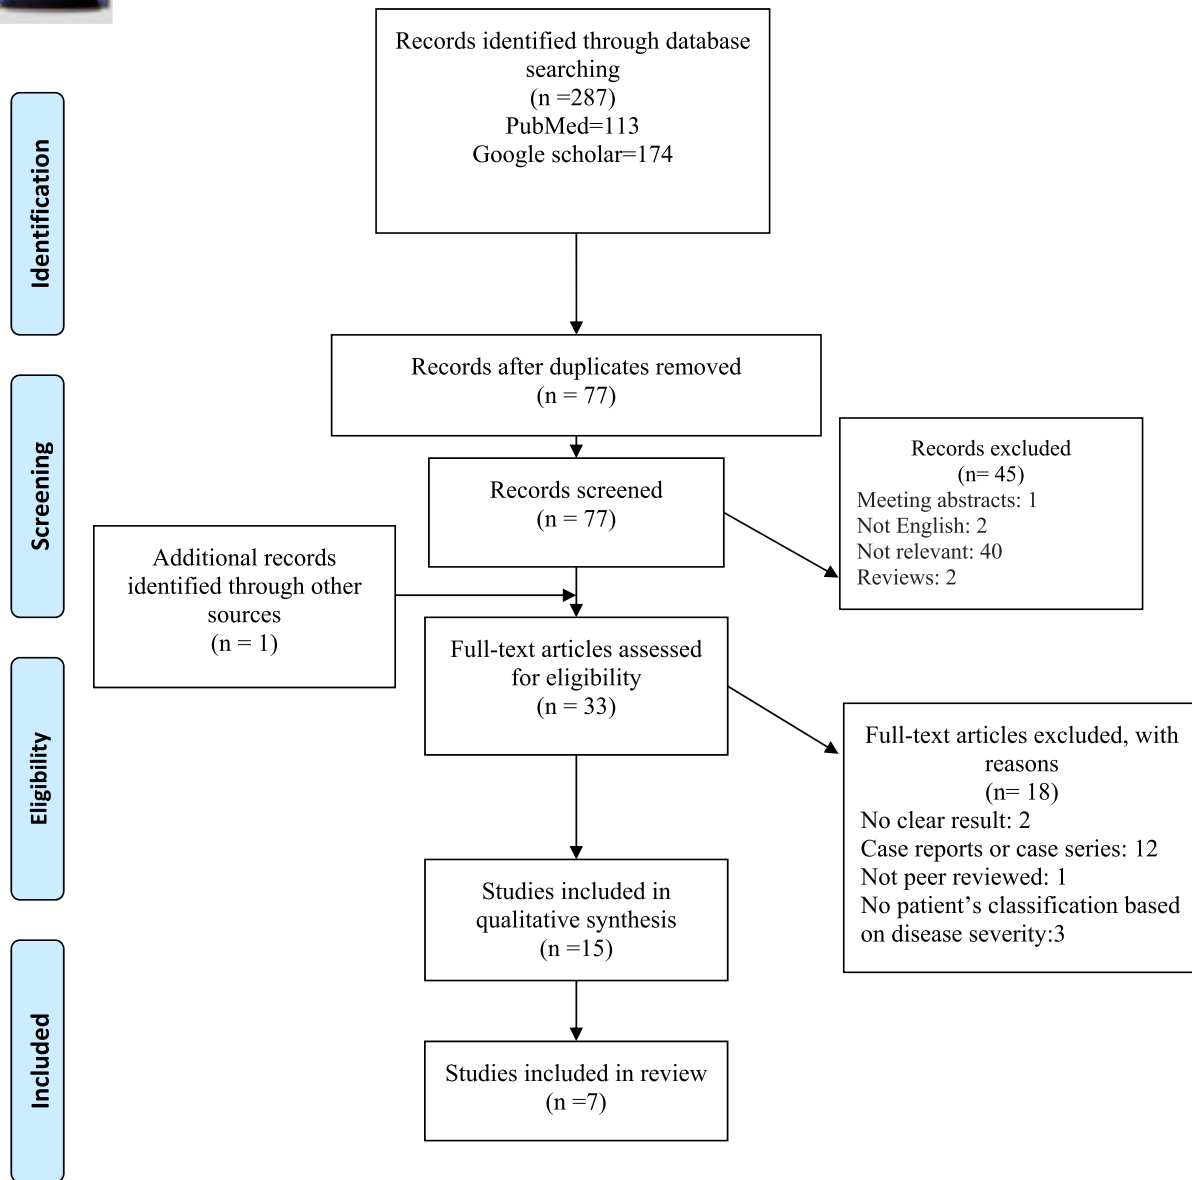 Records identified through database
searching
(n =287)
PubMed=113
Google scholar=174
Identification
Records after duplicates removed
(n = 77)
Screening
Records screened
(n = 77)
Records excluded
(n= 45)
Meeting abstracts: 1
Not English: 2
Not relevant: 40
Reviews: 2
Additional records
identified through other
sources
(n = 1)
Full-text articles assessed
for eligibility
(n = 33)
Eligibility
Full-text articles excluded, with
reasons
(n= 18)
No clear result: 2
Case reports or case series: 12
Not peer reviewed: 1
No patient’s classification based
on disease severity:3
Studies included in
qualitative synthesis
(n =15)
Included
Studies included in review
(n =7)